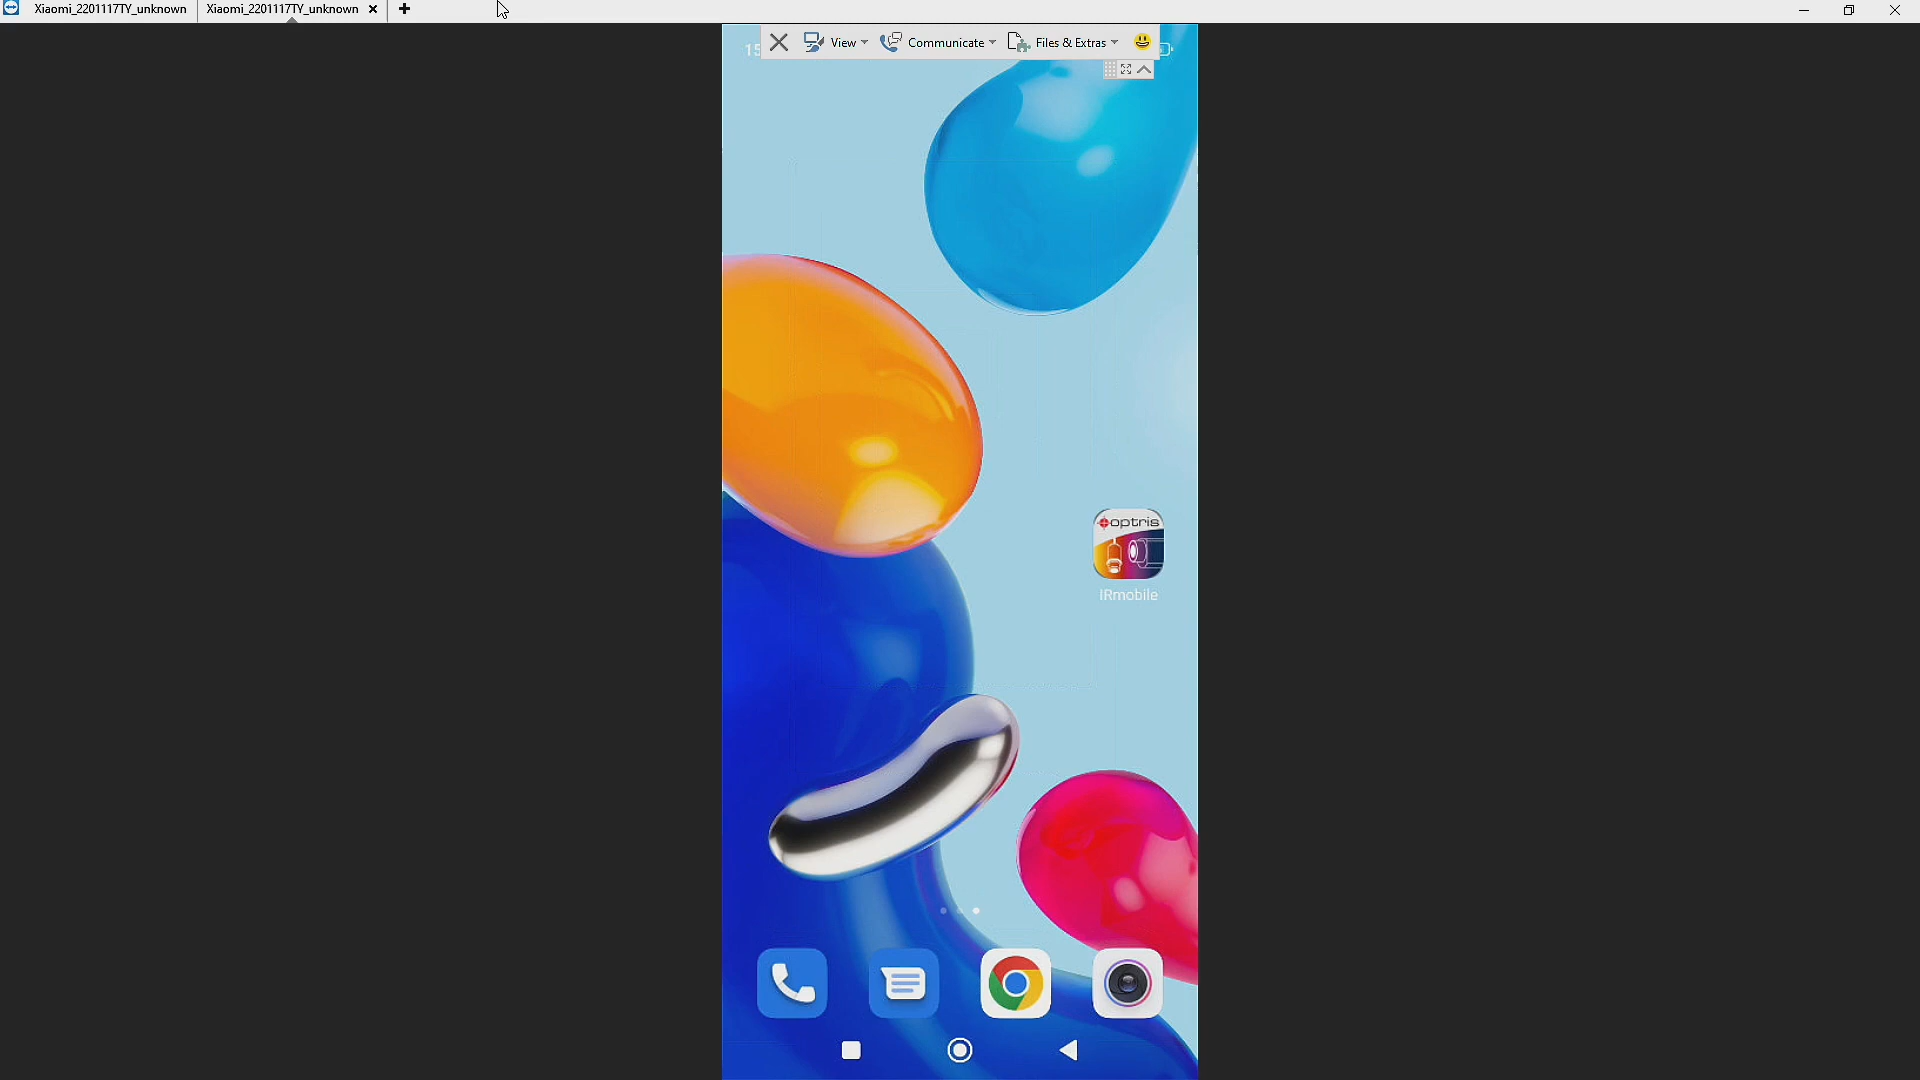 Xiaomi_2201117TY_unknown
Xiaomi_2201117TY_unknown
View
Communicate
Files & Extras
optris
IRmobile